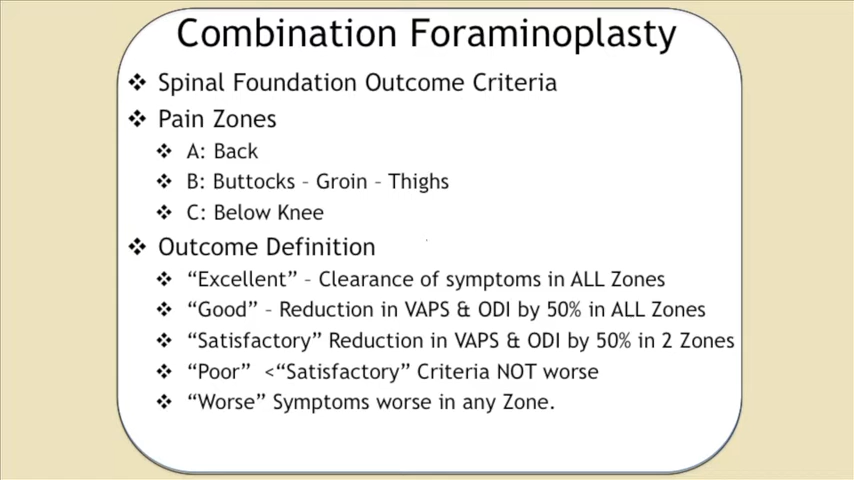 Combination Foraminoplasty
❖ Spinal Foundation Outcome Criteria
❖ Pain Zones
❖ A: Back
❖ B: Buttocks – Groin – Thighs
❖ C: Below Knee
❖ Outcome Definition
❖ “Excellent” – Clearance of symptoms in ALL Zones
❖ “Good” – Reduction in VAPS & ODI by 50% in ALL Zones
❖ “Satisfactory” Reduction in VAPS & ODI by 50% in 2 Zones
❖ “Poor” <“Satisfactory” Criteria NOT worse
❖ “Worse” Symptoms worse in any Zone.